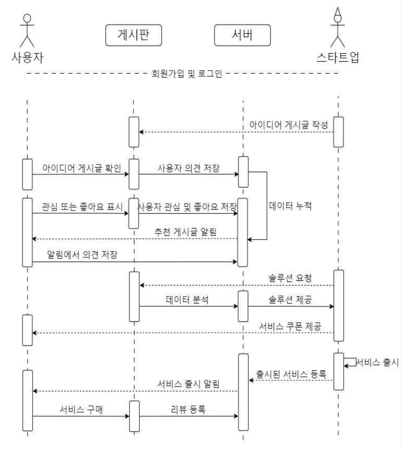 사용자
게시판
서버
스타트업
회원가입 및 로그인
아이디어 게시글 작성
아이디어 게시글 확인
사용자 의견 저장
데이터 누적
관심 또는 좋아요 표시
사용자 관심 및 좋아요 저장
추천 게시글 알림
알림에서 의견 저장
솔루션 요청
데이터 분석
솔루션 제공
서비스 쿠폰 제공
서비스 출시
출시된 서비스 등록
서비스 출시 알림
서비스 구매
리뷰 등록